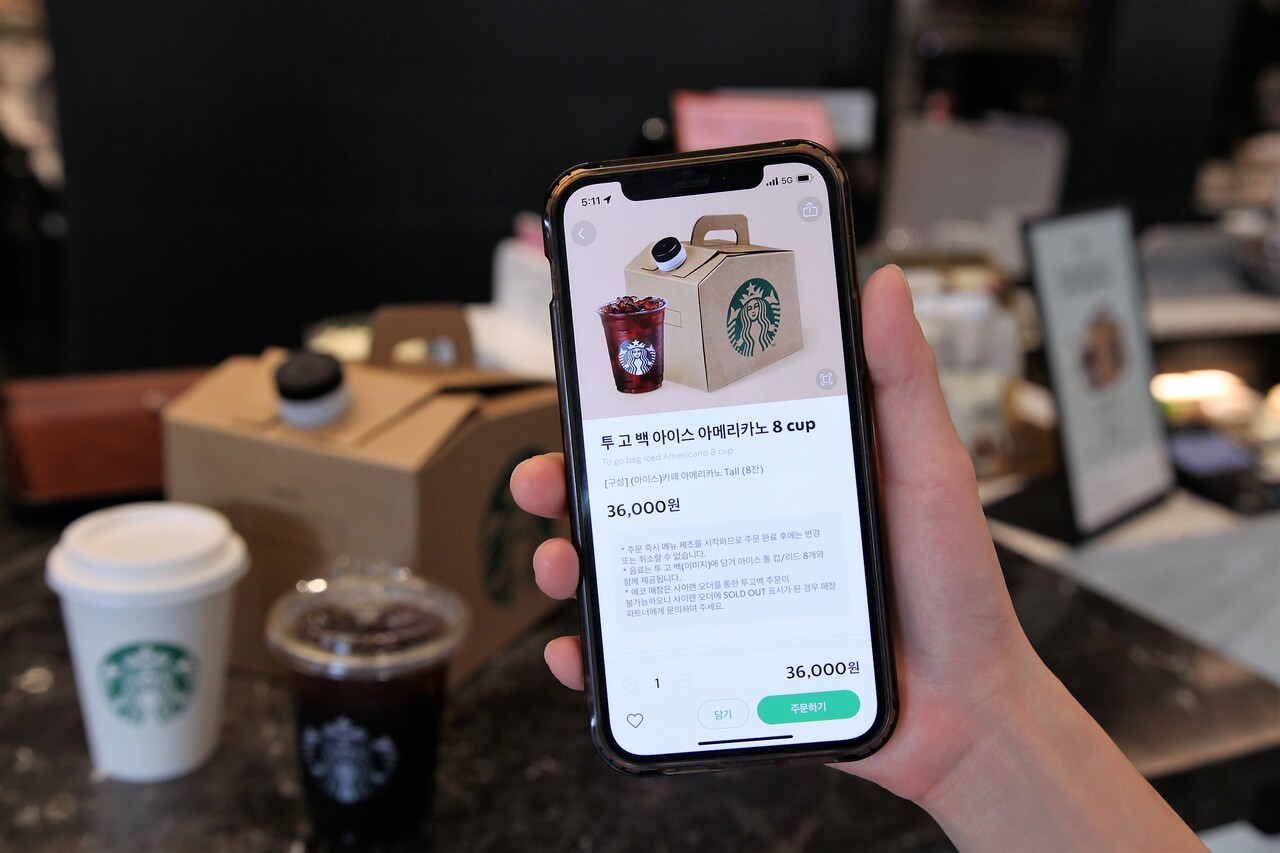 5:11
5G
투 고 백 아이스 아메리카노 8 cup
To go bag Iced Americano 8 cup
[구성] (아이스)카페 아메리카노 Tall (8잔)
36,000원
* 주문 즉시 메뉴 제조를 시작하므로 주문 완료 후에는 변경
또는 취소할 수 없습니다.
* 음료는 투 고 백(이미지)에 담겨 아이스 톨 컵/리드 8개와
함께 제공됩니다.
* 에코 매장은 사이렌 오더를 통한 투고백 주문이
불가능하오니 사이렌 오더에 SOLD OUT 표시가 된 경우 매장
파트너에게 문의하여 주세요.
1
36,000원
담기
주문하기